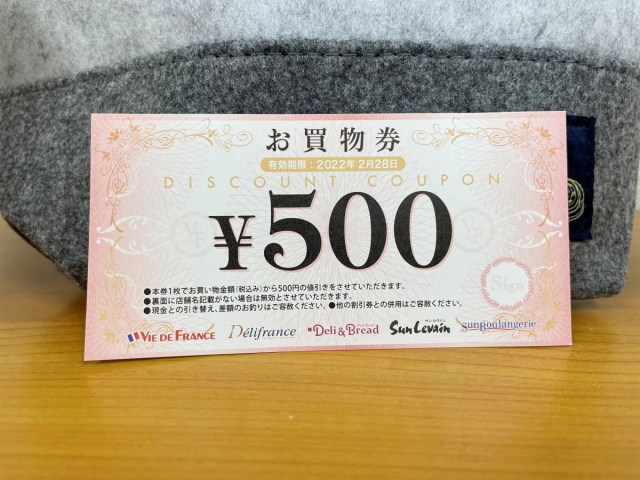 お買物券
有効期限：2022年2月28日
DISCOUNT COUPON
¥500
●本券1枚でお買い物金額(税込み)から500円の値引きをさせていただきます。
●裏面に店舗名記載がない場合は無効とさせていただきます。
●現金との引き替え、差額のお釣りはご容赦ください。●他の割引券との併用はご容赦ください。
Sign
VIE DE FRANCE Délifrance Deli&Bread サン・ルヴァン Sun Levain SunBoulangerie